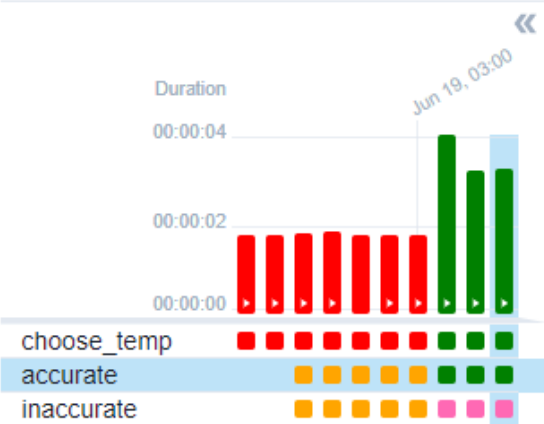 Jun 19, 03:00
Duration
00:00:04
00:00:02
00:00:00
choose_temp
accurate
inaccurate